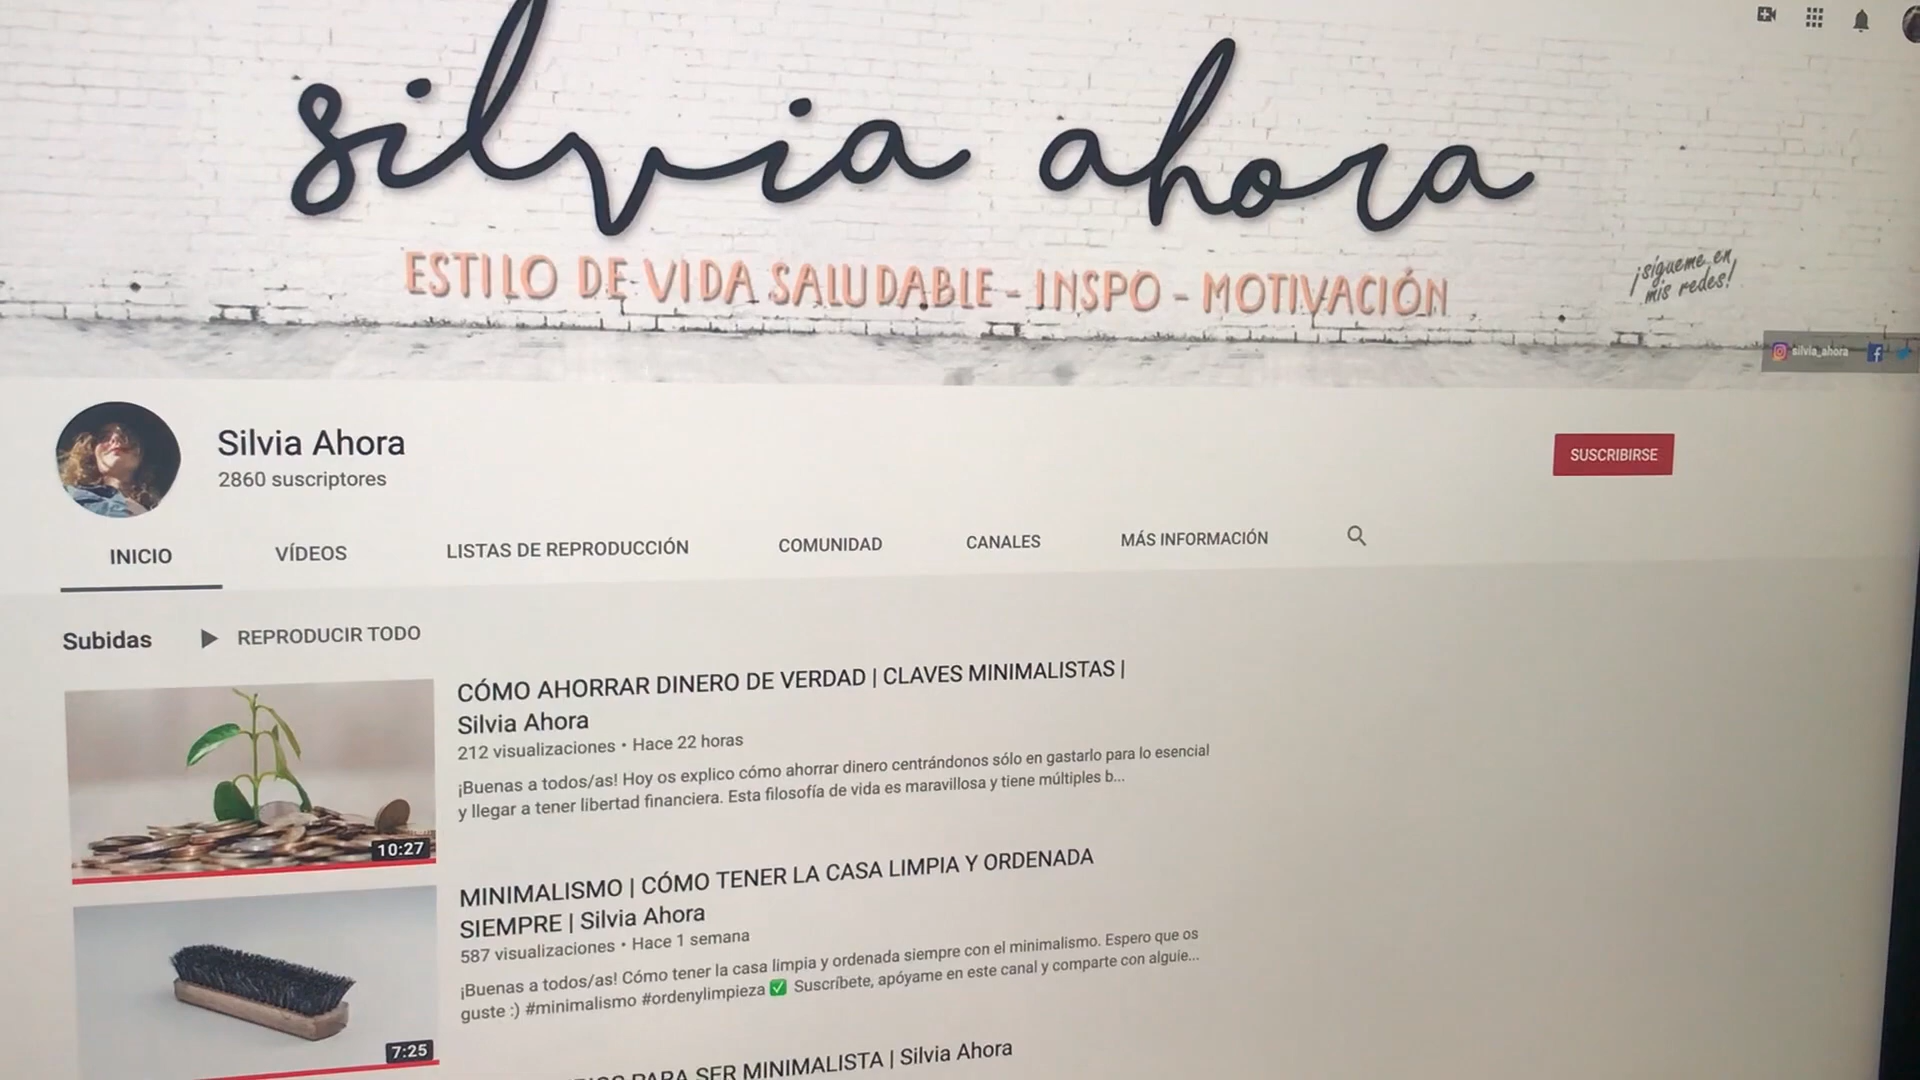 silvia ahora
ESTILO DE VIDA SALUDABLE - INSPO - MOTIVACIÓN
¡sígueme en
mis redes!
silvia_ahora
Silvia Ahora
2860 suscriptores
SUSCRIBIRSE
INICIO VÍDEOS LISTAS DE REPRODUCCIÓN COMUNIDAD CANALES MÁS INFORMACIÓN
Subidas REPRODUCIR TODO
CÓMO AHORRAR DINERO DE VERDAD | CLAVES MINIMALISTAS |
Silvia Ahora
212 visualizaciones • Hace 22 horas
¡Buenas a todos/as! Hoy os explico cómo ahorrar dinero centrándonos sólo en gastarlo para lo esencial
y llegar a tener libertad financiera. Esta filosofía de vida es maravillosa y tiene múltiples b...
10:27
MINIMALISMO | CÓMO TENER LA CASA LIMPIA Y ORDENADA
SIEMPRE | Silvia Ahora
587 visualizaciones • Hace 1 semana
¡Buenas a todos/as! Cómo tener la casa limpia y ordenada siempre con el minimalismo. Espero que os
guste :) #minimalismo #ordenylimpieza ✅ Suscríbete, apóyame en este canal y comparte con alguie...
7:25
PARA SER MINIMALISTA | Silvia Ahora